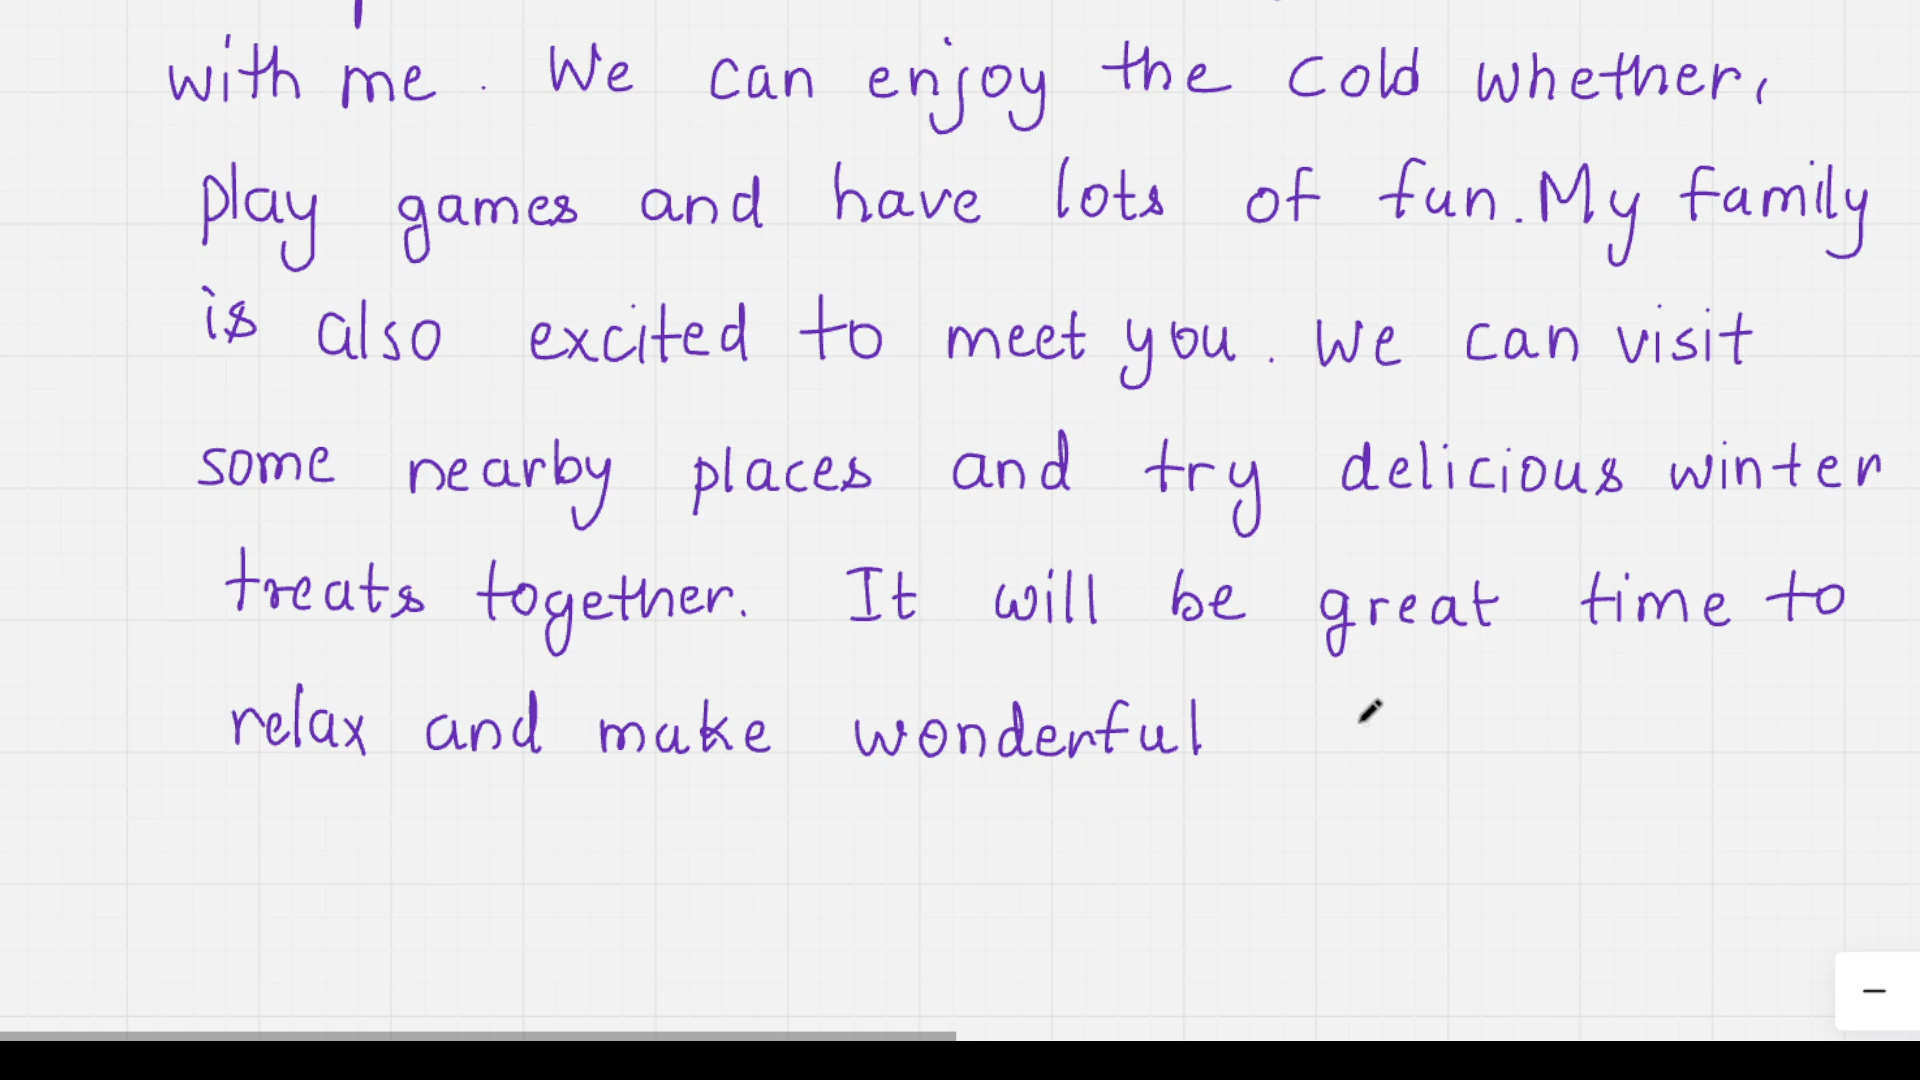 with me. We can enjoy the cold whether,
play games and have lots of fun. My family
is also excited to meet you. We can visit
some nearby places and try delicious winter
treats together. It will be great time to
relax and make wonderful